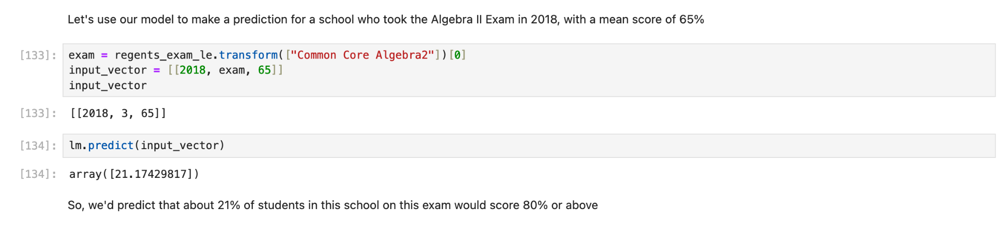 Let's use our model to make a prediction for a school who took the Algebra II Exam in 2018, with a mean score of 65%
[133]: exam = regents_exam_le.transform(["Common Core Algebra2"])[0]
input_vector = [[2018, exam, 65]]
input_vector
[133]: [[2018, 3, 65]]
[134]: lm.predict(input_vector)
[134]: array([21.17429817])
So, we'd predict that about 21% of students in this school on this exam would score 80% or above